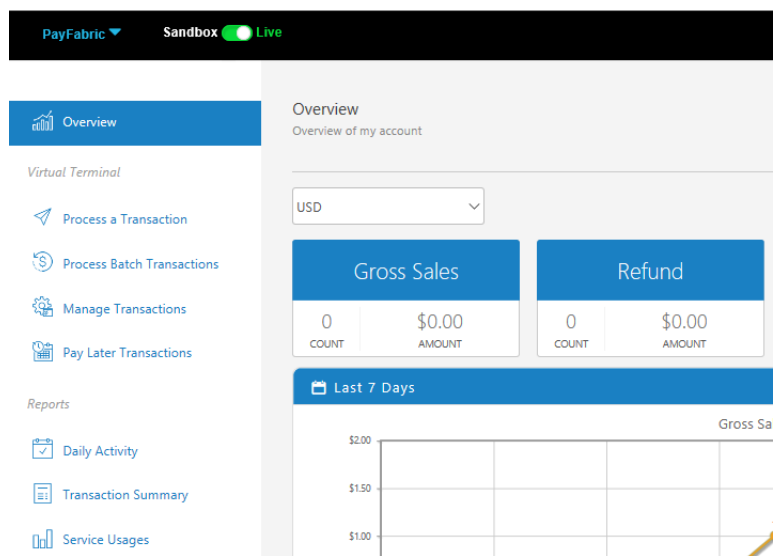 PayFabric Sandbox Live
Overview
Virtual Terminal
Process a Transaction
Process Batch Transactions
Manage Transactions
Pay Later Transactions
Reports
Daily Activity
Transaction Summary
Service Usages
Overview
Overview of my account
USD
Gross Sales
0 $0.00
COUNT AMOUNT
Refund
0 $0.00
COUNT AMOUNT
Last 7 Days
Gross Sa
$2.00
$1.50
$1.00